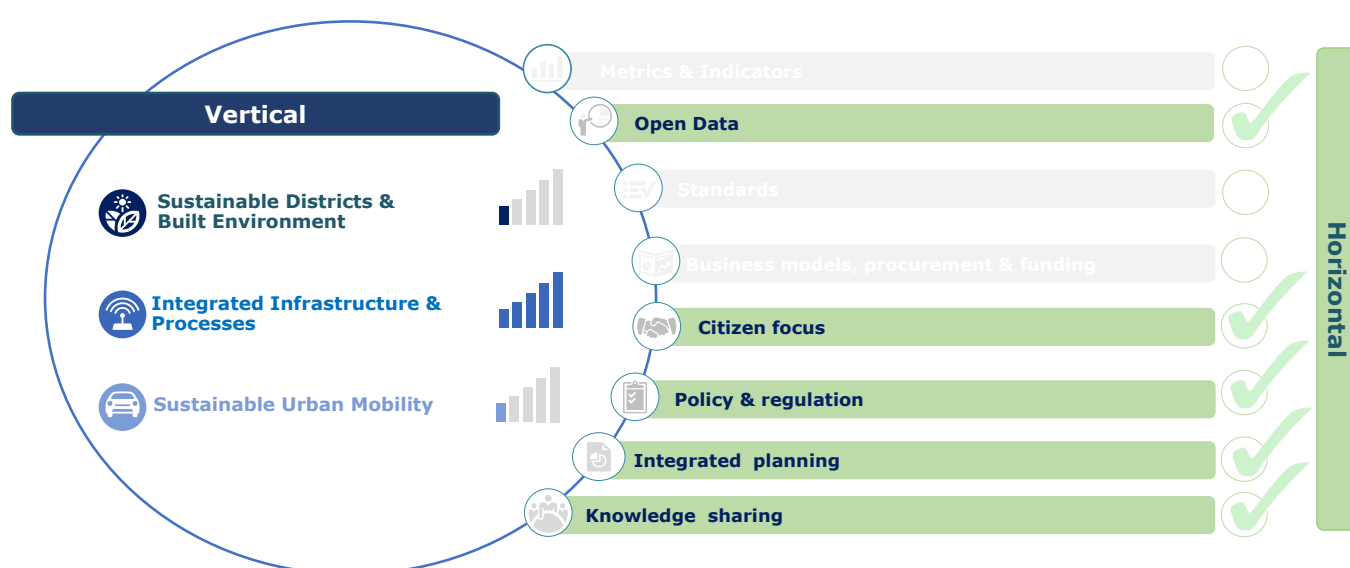 Metrics & Indicators
Vertical
Open Data
Sustainable Districts &
Built Environment
Standards
Business models, procurement & funding
Integrated Infrastructure &
Processes
Citizen focus
Sustainable Urban Mobility
Policy & regulation
Integrated planning
Knowledge sharing
Horizontal